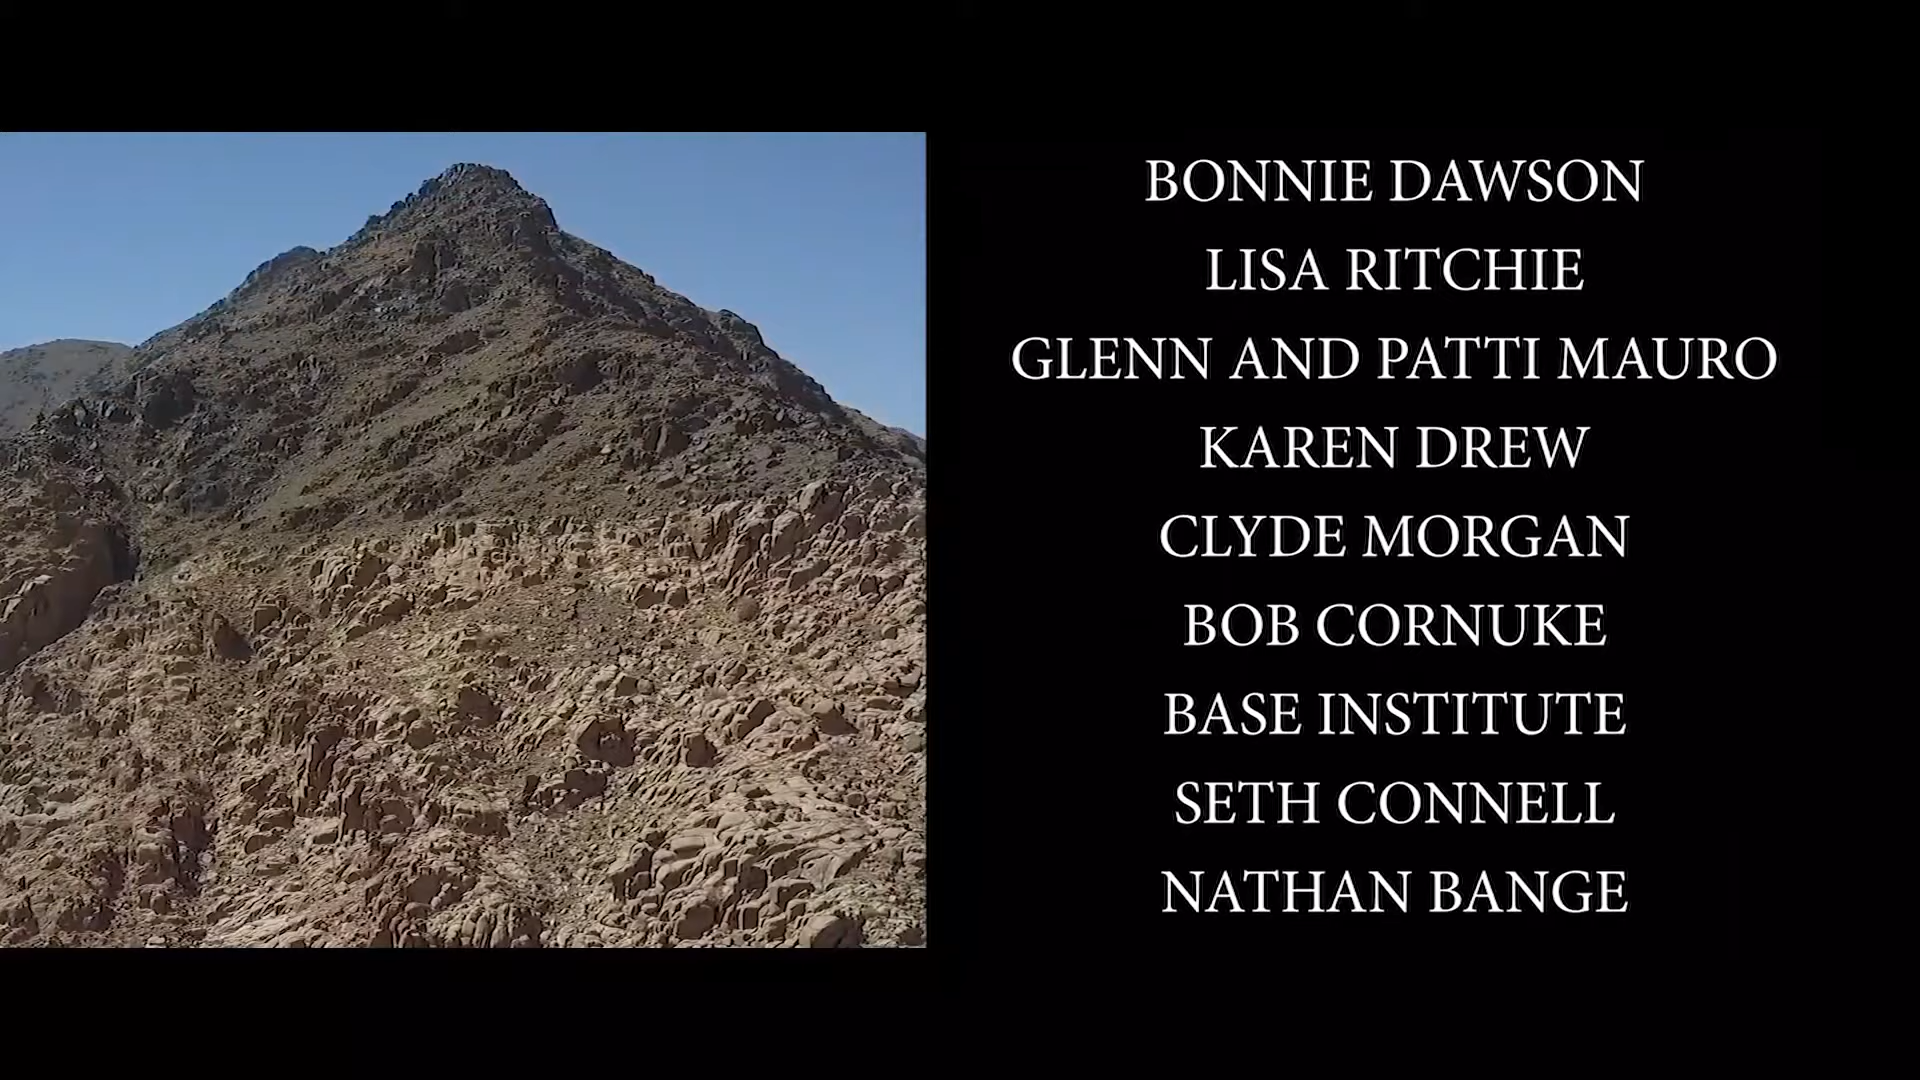 BONNIE DAWSON
LISA RITCHIE
GLENN AND PATTI MAURO
KAREN DREW
CLYDE MORGAN
BOB CORNUKE
BASE INSTITUTE
SETH CONNELL
NATHAN BANGE